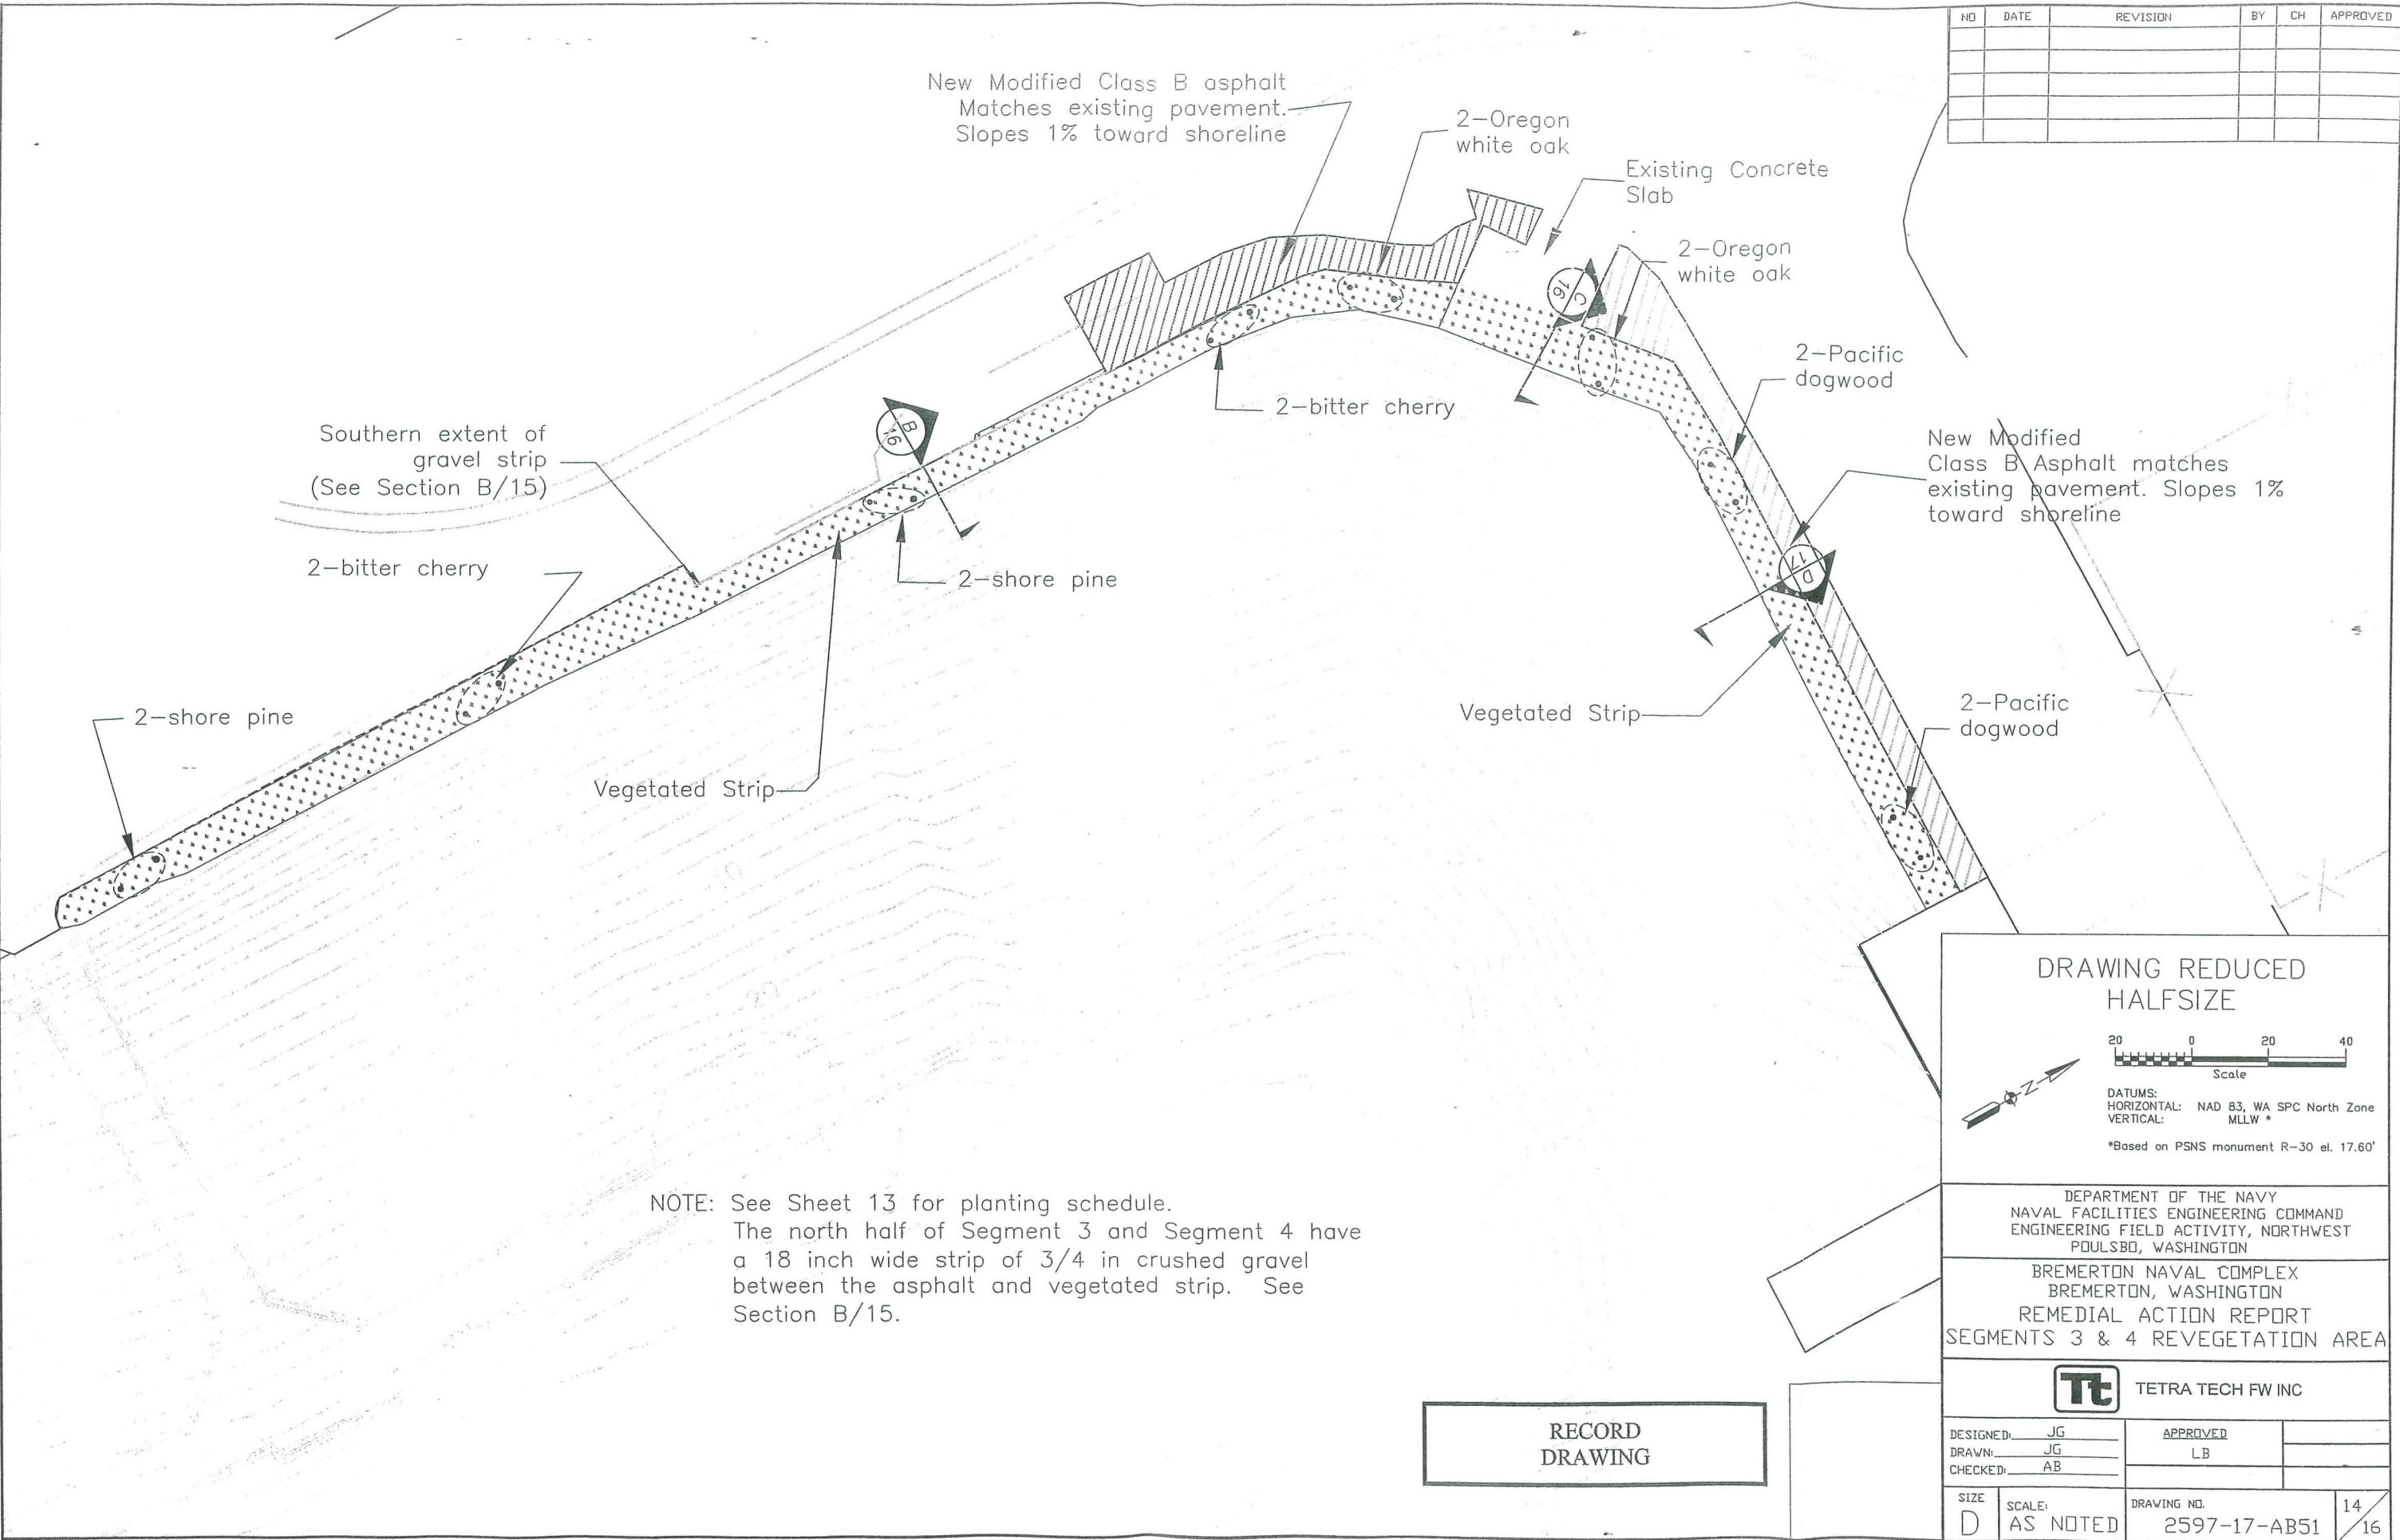 NO DATE REVISION BY CH APPROVED
New Modified Class B asphalt
Matches existing pavement.
Slopes 1% toward shoreline
2-Oregon
white oak
Existing Concrete
Slab
2-Oregon
white oak
C
16
2-Pacific
dogwood
2-bitter cherry
B
16
Southern extent of
gravel strip
(See Section B/15)
New Modified
Class B Asphalt matches
existing pavement. Slopes 1%
toward shoreline
2-bitter cherry
2-shore pine
D
17
2-shore pine
Vegetated Strip
Vegetated Strip
2-Pacific
dogwood
20
NOTE: See Sheet 13 for planting schedule.
The north half of Segment 3 and Segment 4 have
a 18 inch wide strip of 3/4 in crushed gravel
between the asphalt and vegetated strip. See
Section B/15.
RECORD
DRAWING
DRAWING REDUCED
HALFSIZE
20 0 20 40
Scale
N
DATUMS:
HORIZONTAL: NAD 83, WA SPC North Zone
VERTICAL: MLLW *
*Based on PSNS monument R-30 el. 17.60'
DEPARTMENT OF THE NAVY
NAVAL FACILITIES ENGINEERING COMMAND
ENGINEERING FIELD ACTIVITY, NORTHWEST
POULSBO, WASHINGTON
BREMERTON NAVAL COMPLEX
BREMERTON, WASHINGTON
REMEDIAL ACTION REPORT
SEGMENTS 3 & 4 REVEGETATION AREA
Tt TETRA TECH FW INC
DESIGNED: JG
DRAWN: JG
CHECKED: AB
APPROVED
LB
SIZE
D
SCALE:
AS NOTED
DRAWING NO.
2597-17-AB51
14/16